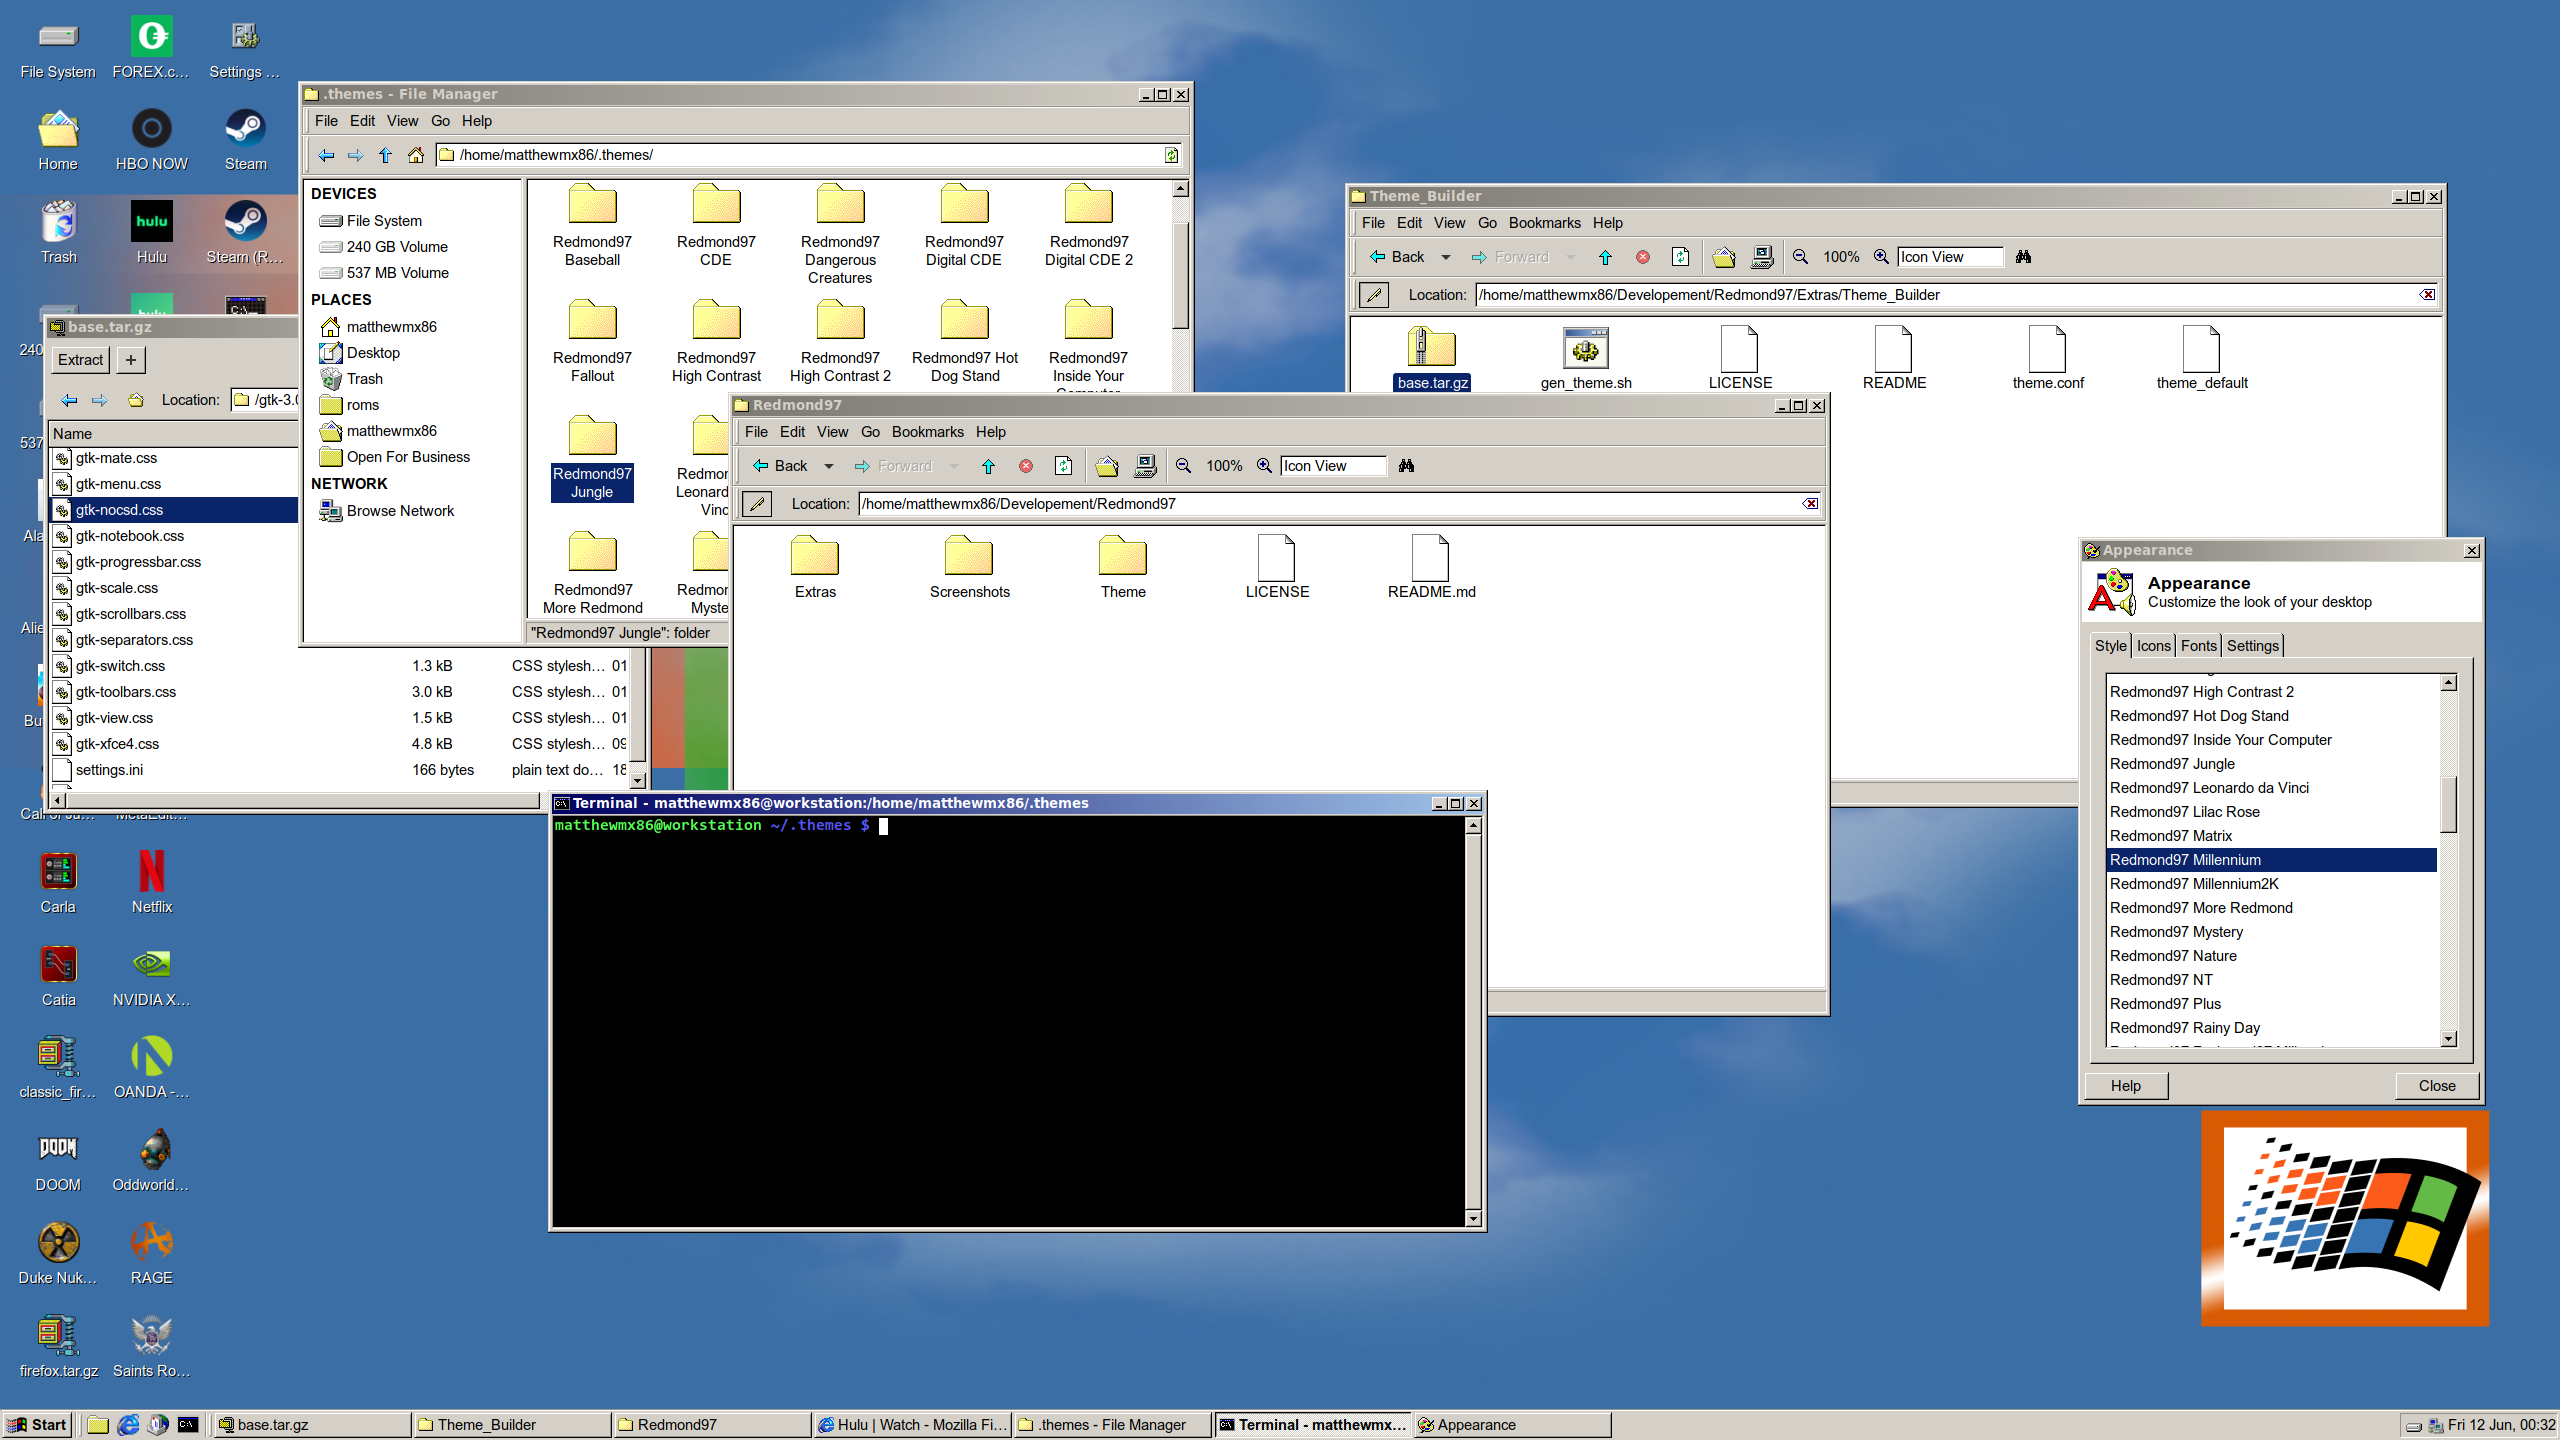 File System
FOREX.c...
Settings ...
Home
HBO NOW
Steam
Trash
hulu
Hulu
Steam (R...
hulu
C:\
240
537
Ala
Alie
Bu
Call of Ju...
MetaEdit...
Carla
Netflix
Catia
NVIDIA X...
classic_fir...
OANDA -...
DOOM
DOOM
Oddworld...
Duke Nuk...
RAGE
firefox.tar.gz
Saints Ro...
base.tar.gz
Extract
+
Location:
/gtk-3.0
Name
gtk-mate.css
gtk-menu.css
gtk-nocsd.css
gtk-notebook.css
gtk-progressbar.css
gtk-scale.css
gtk-scrollbars.css
gtk-separators.css
gtk-switch.css 1.3 kB CSS stylesh... 01
gtk-toolbars.css 3.0 kB CSS stylesh... 01
gtk-view.css 1.5 kB CSS stylesh... 01
gtk-xfce4.css 4.8 kB CSS stylesh... 09
settings.ini 166 bytes plain text do... 18
.themes - File Manager
File Edit View Go Help
/home/matthewmx86/.themes/
DEVICES
File System
240 GB Volume
537 MB Volume
PLACES
matthewmx86
Desktop
Trash
roms
matthewmx86
Open For Business
NETWORK
Browse Network
Redmond97
Baseball
Redmond97
CDE
Redmond97
Dangerous
Creatures
Redmond97
Digital CDE
Redmond97
Digital CDE 2
Redmond97
Fallout
Redmond97
High Contrast
Redmond97
High Contrast 2
Redmond97 Hot
Dog Stand
Redmond97
Inside Your
Computer
Redmond97
Jungle
Redmon
Leonard
Vinc
Redmond97
More Redmond
Redmon
Myste
"Redmond97 Jungle": folder
Theme_Builder
File Edit View Go Bookmarks Help
Back Forward 100% Icon View
Location: /home/matthewmx86/Developement/Redmond97/Extras/Theme_Builder
base.tar.gz
gen_theme.sh
LICENSE
README
theme.conf
theme_default
Redmond97
File Edit View Go Bookmarks Help
Back Forward 100% Icon View
Location: /home/matthewmx86/Developement/Redmond97
Extras
Screenshots
Theme
LICENSE
README.md
Terminal - matthewmx86@workstation:/home/matthewmx86/.themes
matthewmx86@workstation ~/.themes $
Appearance
Appearance
Customize the look of your desktop
Style Icons Fonts Settings
Redmond97 High Contrast 2
Redmond97 Hot Dog Stand
Redmond97 Inside Your Computer
Redmond97 Jungle
Redmond97 Leonardo da Vinci
Redmond97 Lilac Rose
Redmond97 Matrix
Redmond97 Millennium
Redmond97 Millennium2K
Redmond97 More Redmond
Redmond97 Mystery
Redmond97 Nature
Redmond97 NT
Redmond97 Plus
Redmond97 Rainy Day
Help
Close
Start
base.tar.gz
Theme_Builder
Redmond97
Hulu | Watch - Mozilla Fi...
.themes - File Manager
Terminal - matthewmx...
Appearance
Fri 12 Jun, 00:32